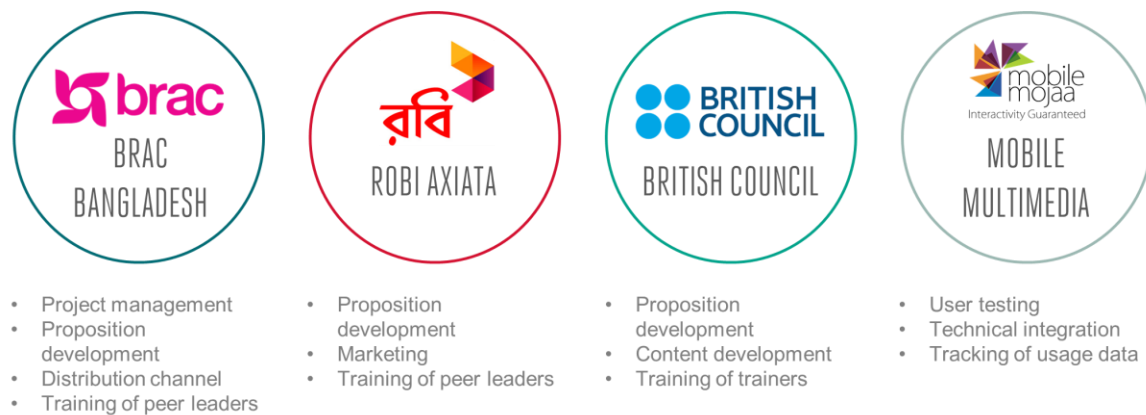 brac
BRAC
BANGLADESH
• Project management
• Proposition
development
• Distribution channel
• Training of peer leaders
রবি
ROBI AXIATA
• Proposition
development
• Marketing
• Training of peer leaders
BRITISH
COUNCIL
BRITISH COUNCIL
• Proposition
development
• Content development
• Training of trainers
mobile
mojaa
Interactivity Guaranteed
MOBILE
MULTIMEDIA
• User testing
• Technical integration
• Tracking of usage data